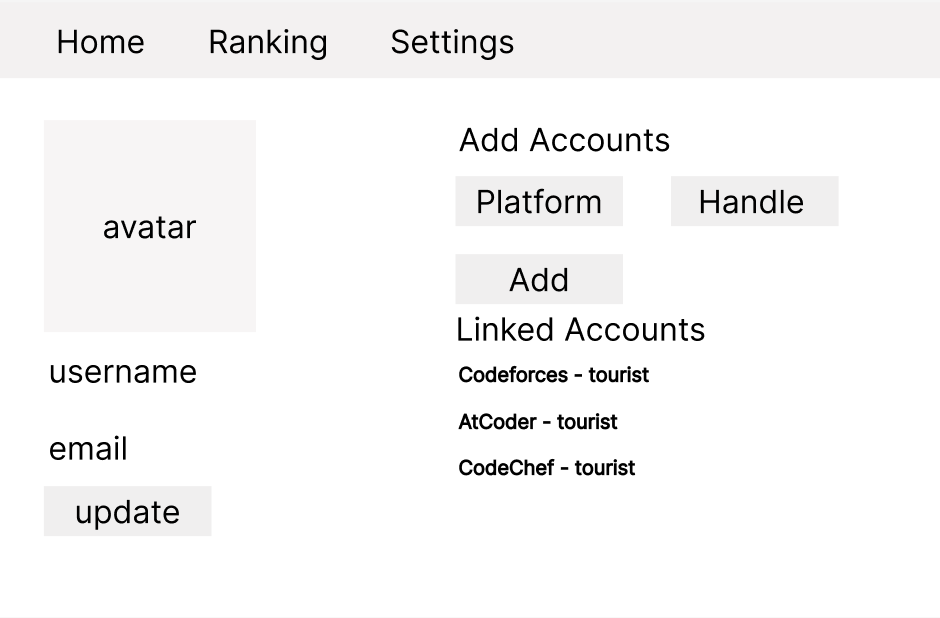 Home Ranking Settings
avatar
username
email
update
Add Accounts
Platform Handle
Add
Linked Accounts
Codeforces - tourist
AtCoder - tourist
CodeChef - tourist